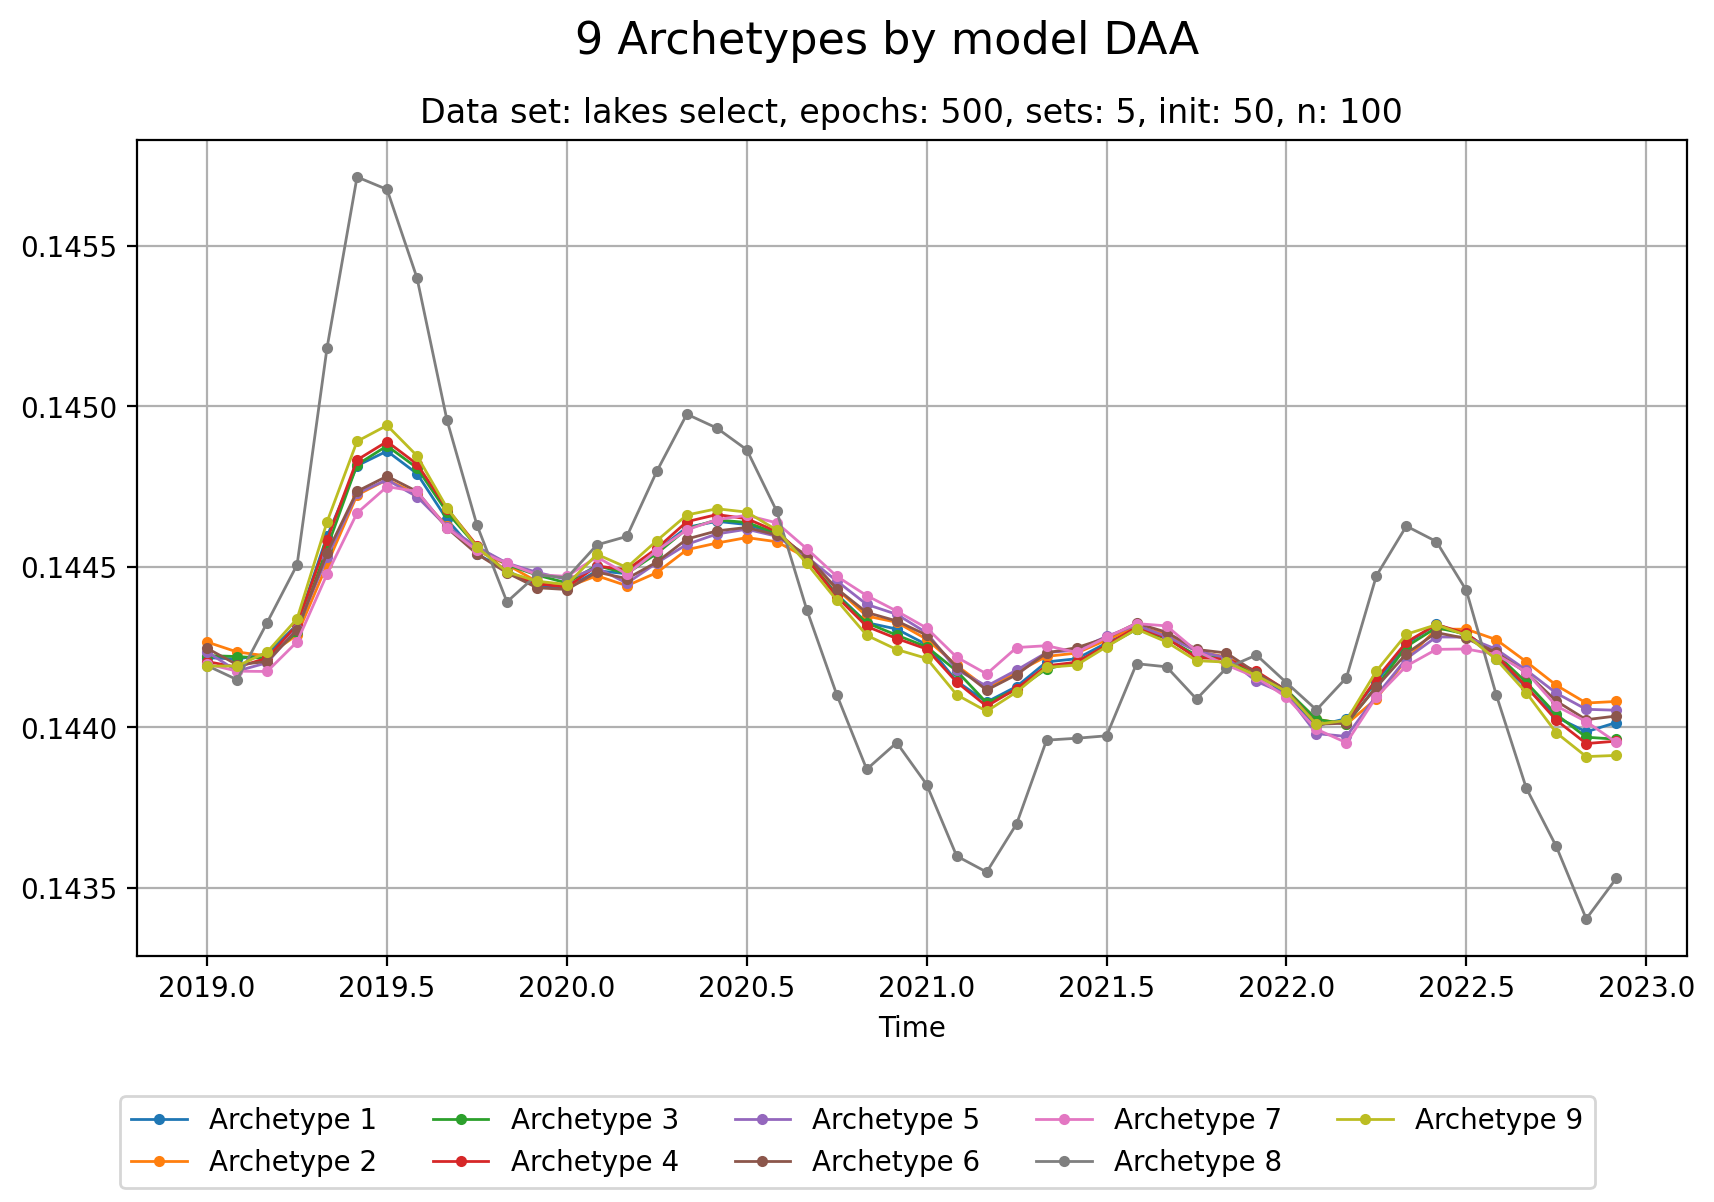 9 Archetypes by model DAA
Data set: lakes select, epochs: 500, sets: 5, init: 50, n: 100
0.1455
0.1450
0.1445
0.1440
0.1435
2019.0 2019.5 2020.0 2020.5 2021.0 2021.5 2022.0 2022.5 2023.0
Time
Archetype 1 Archetype 3 Archetype 5 Archetype 7 Archetype 9
Archetype 2 Archetype 4 Archetype 6 Archetype 8